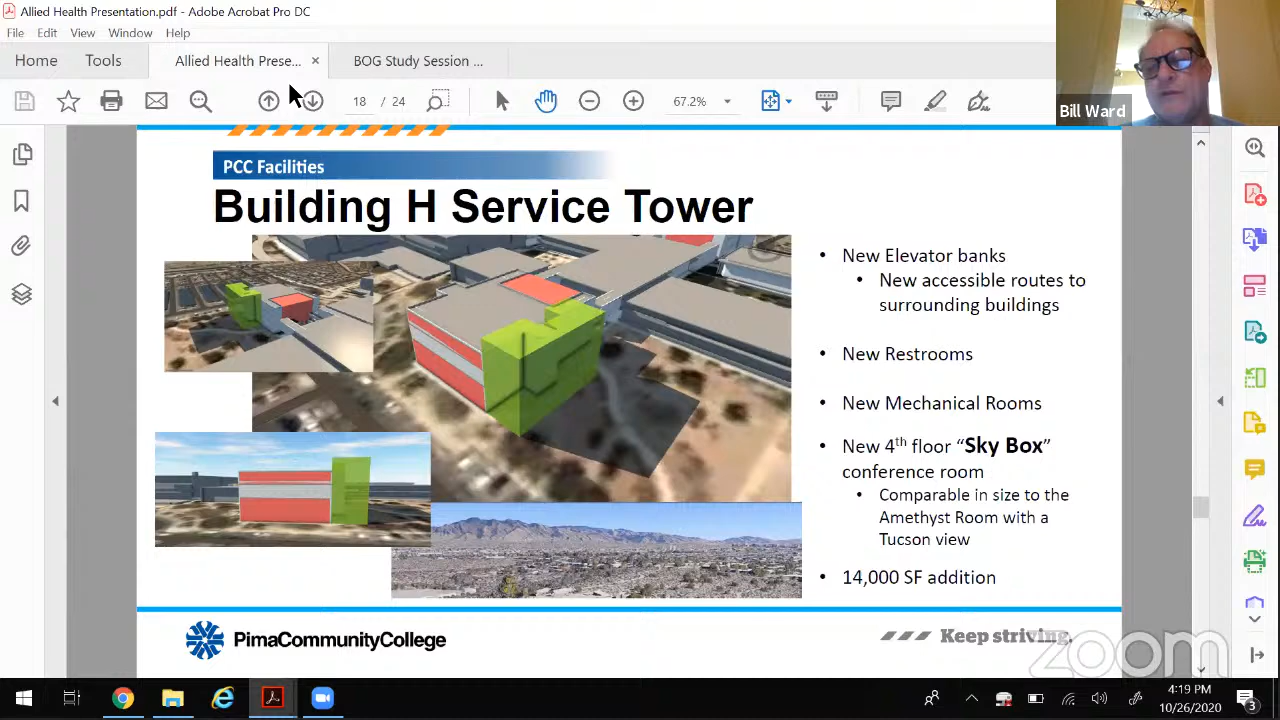 Allied Health Presentation.pdf - Adobe Acrobat Pro DC
File Edit View Window Help
Home Tools Allied Health Prese... × BOG Study Session ...
18 / 24 67.2%
Bill Ward
PCC Facilities
Building H Service Tower
• New Elevator banks
• New accessible routes to
surrounding buildings
• New Restrooms
• New Mechanical Rooms
• New 4th floor “Sky Box”
conference room
• Comparable in size to the
Amethyst Room with a
Tucson view
• 14,000 SF addition
PimaCommunityCollege
Keep striving.
zoom
4:19 PM
10/26/2020
3